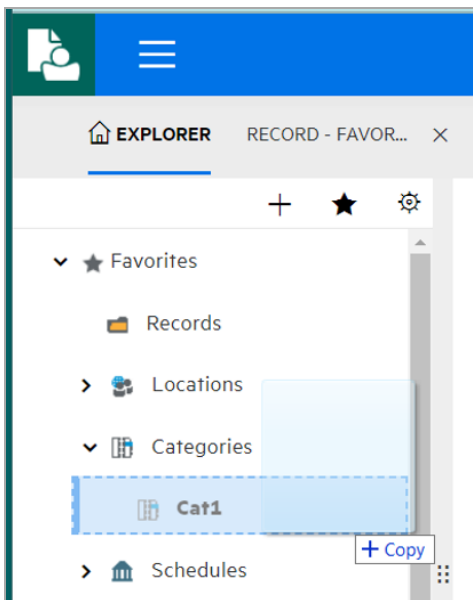 EXPLORER RECORD - FAVOR...
Favorites
Records
Locations
Categories
Cat1
Copy
Schedules